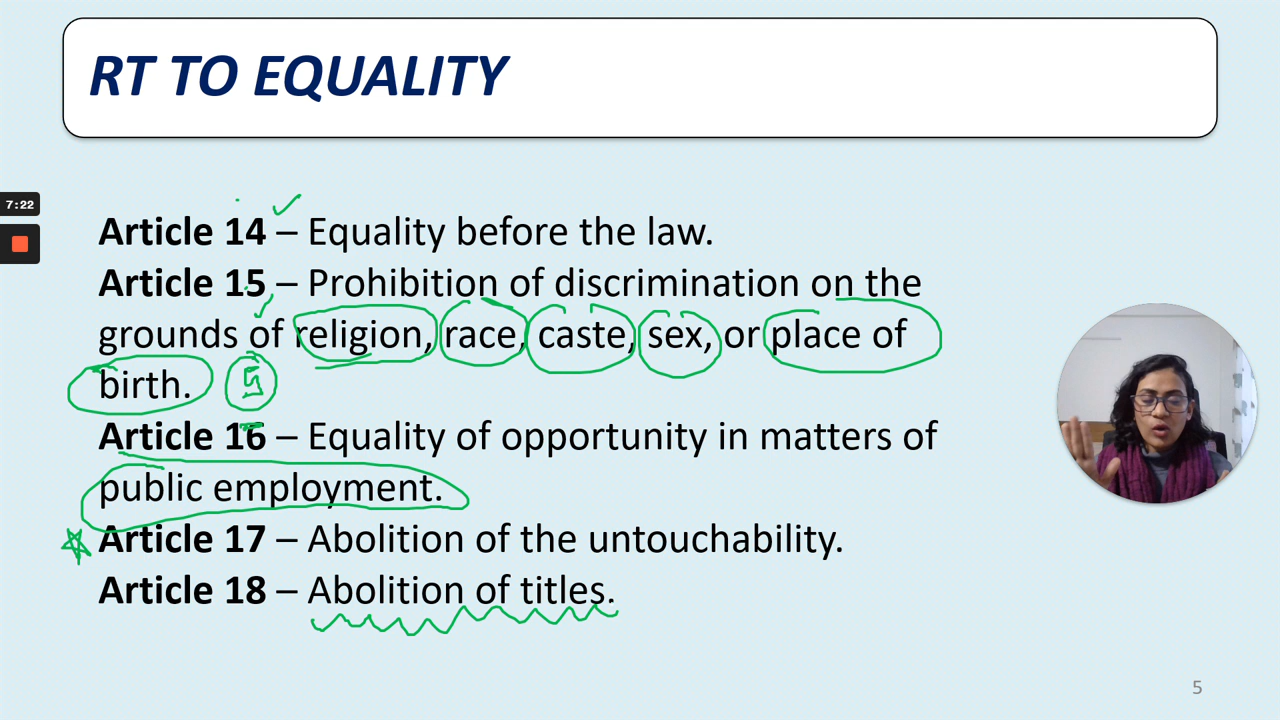 RT TO EQUALITY
7:22
Article 14 – Equality before the law.
Article 15 – Prohibition of discrimination on the
grounds of religion, race, caste, sex, or place of
birth. 5
Article 16 – Equality of opportunity in matters of
public employment.
Article 17 – Abolition of the untouchability.
Article 18 – Abolition of titles.
5